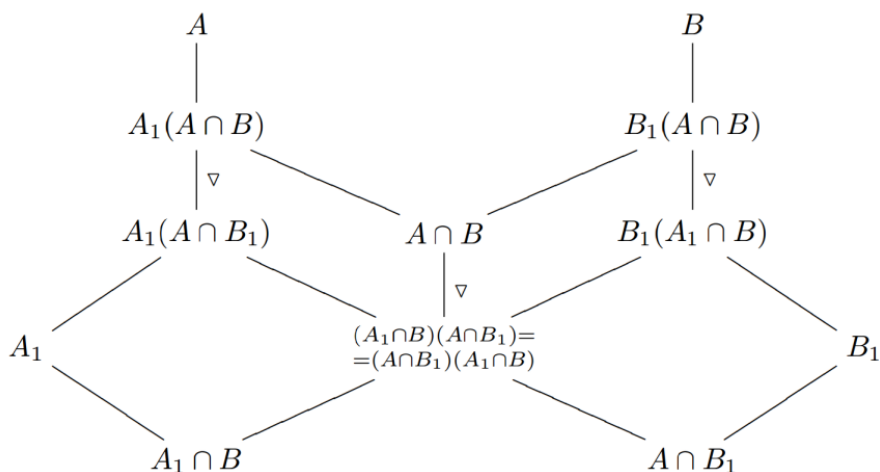 A B
A₁(A ∩ B) B₁(A ∩ B)
▽ ▽
A₁(A ∩ B₁) A ∩ B B₁(A₁ ∩ B)
▽
A₁ (A₁∩B)(A∩B₁)= B₁
=(A∩B₁)(A₁∩B)
A₁ ∩ B A ∩ B₁